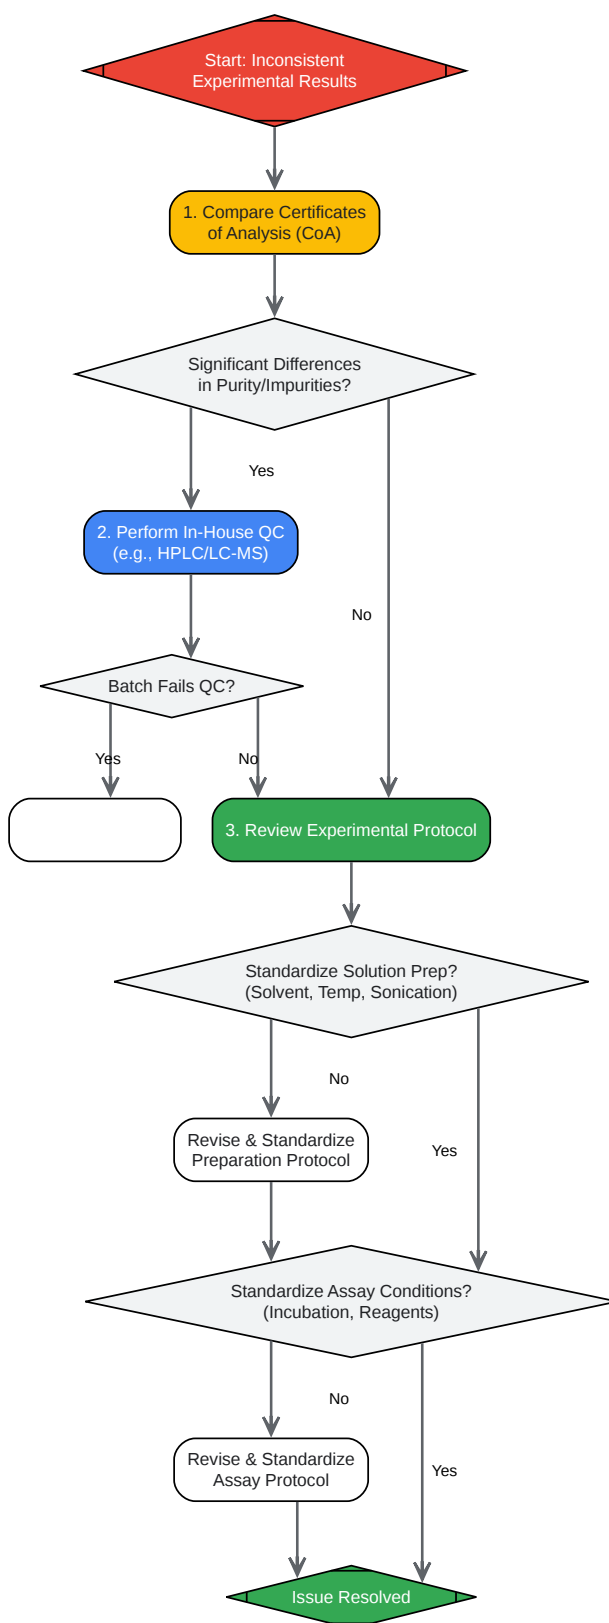 Start: Inconsistent
Experimental Results
1. Compare Certificates
of Analysis (CoA)
Significant Differences
in Purity/Impurities?
Yes
2. Perform In-House QC
(e.g., HPLC/LC-MS)
No
Batch Fails QC?
Yes
No
3. Review Experimental Protocol
Standardize Solution Prep?
(Solvent, Temp, Sonication)
No
Revise & Standardize
Preparation Protocol
Yes
Standardize Assay Conditions?
(Incubation, Reagents)
No
Revise & Standardize
Assay Protocol
Yes
Issue Resolved